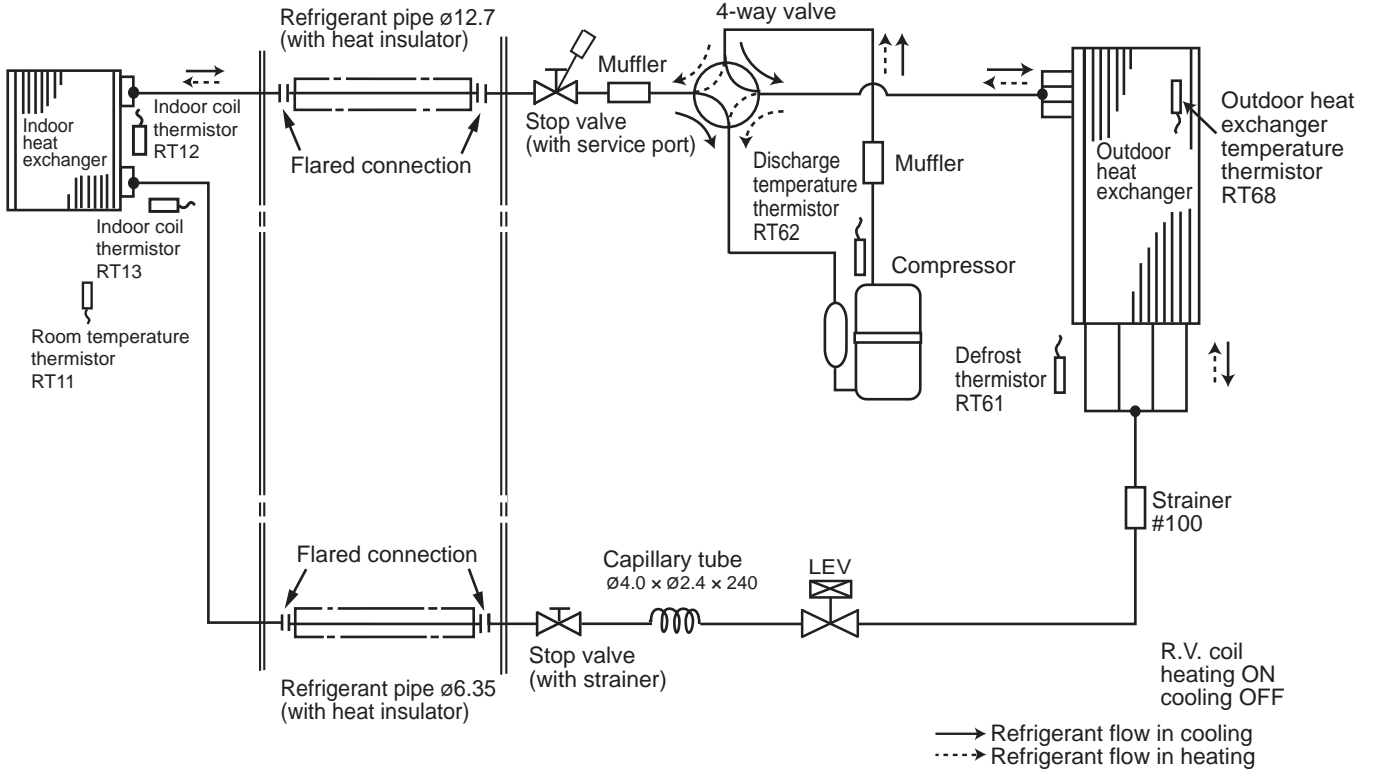 Refrigerant pipe ø12.7
(with heat insulator)
4-way valve
Muffler
Indoor
heat
exchanger
Indoor coil
thermistor
RT12
Flared connection
Stop valve
(with service port)
Discharge
temperature
thermistor
RT62
Muffler
Outdoor
heat
exchanger
Outdoor heat
exchanger
temperature
thermistor
RT68
Indoor coil
thermistor
RT13
Compressor
Room temperature
thermistor
RT11
Defrost
thermistor
RT61
Strainer
#100
Flared connection
Capillary tube
Ø4.0 × Ø2.4 × 240
LEV
Stop valve
(with strainer)
Refrigerant pipe ø6.35
(with heat insulator)
R.V. coil
heating ON
cooling OFF
Refrigerant flow in cooling
Refrigerant flow in heating